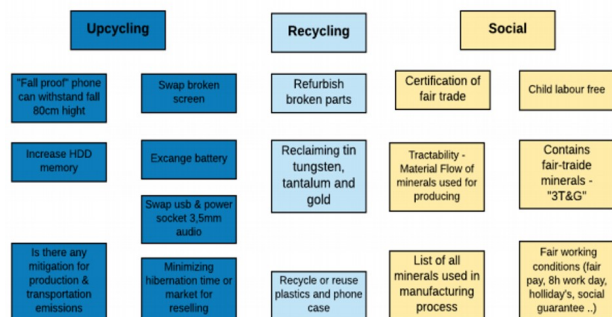 Upcycling
Recycling
Social
"Fall proof" phone
can withstand fall
80cm hight
Swap broken
screen
Refurbish
broken parts
Certification of
fair trade
Child labour free
Increase HDD
memory
Excange battery
Reclaiming tin
tungsten,
tantalum and
gold
Tractability -
Material Flow of
minerals used for
producing
Contains
fair-traide
minerals -
"3T&G"
Swap usb & power
socket 3,5mm
audio
Is there any
mitigation for
production &
transportation
emissions
Minimizing
hibernation time or
market for
reselling
Recycle or reuse
plastics and phone
case
List of all
minerals used in
manufacturing
process
Fair working
conditions (fair
pay, 8h work day,
holliday's, social
guarantee ..)